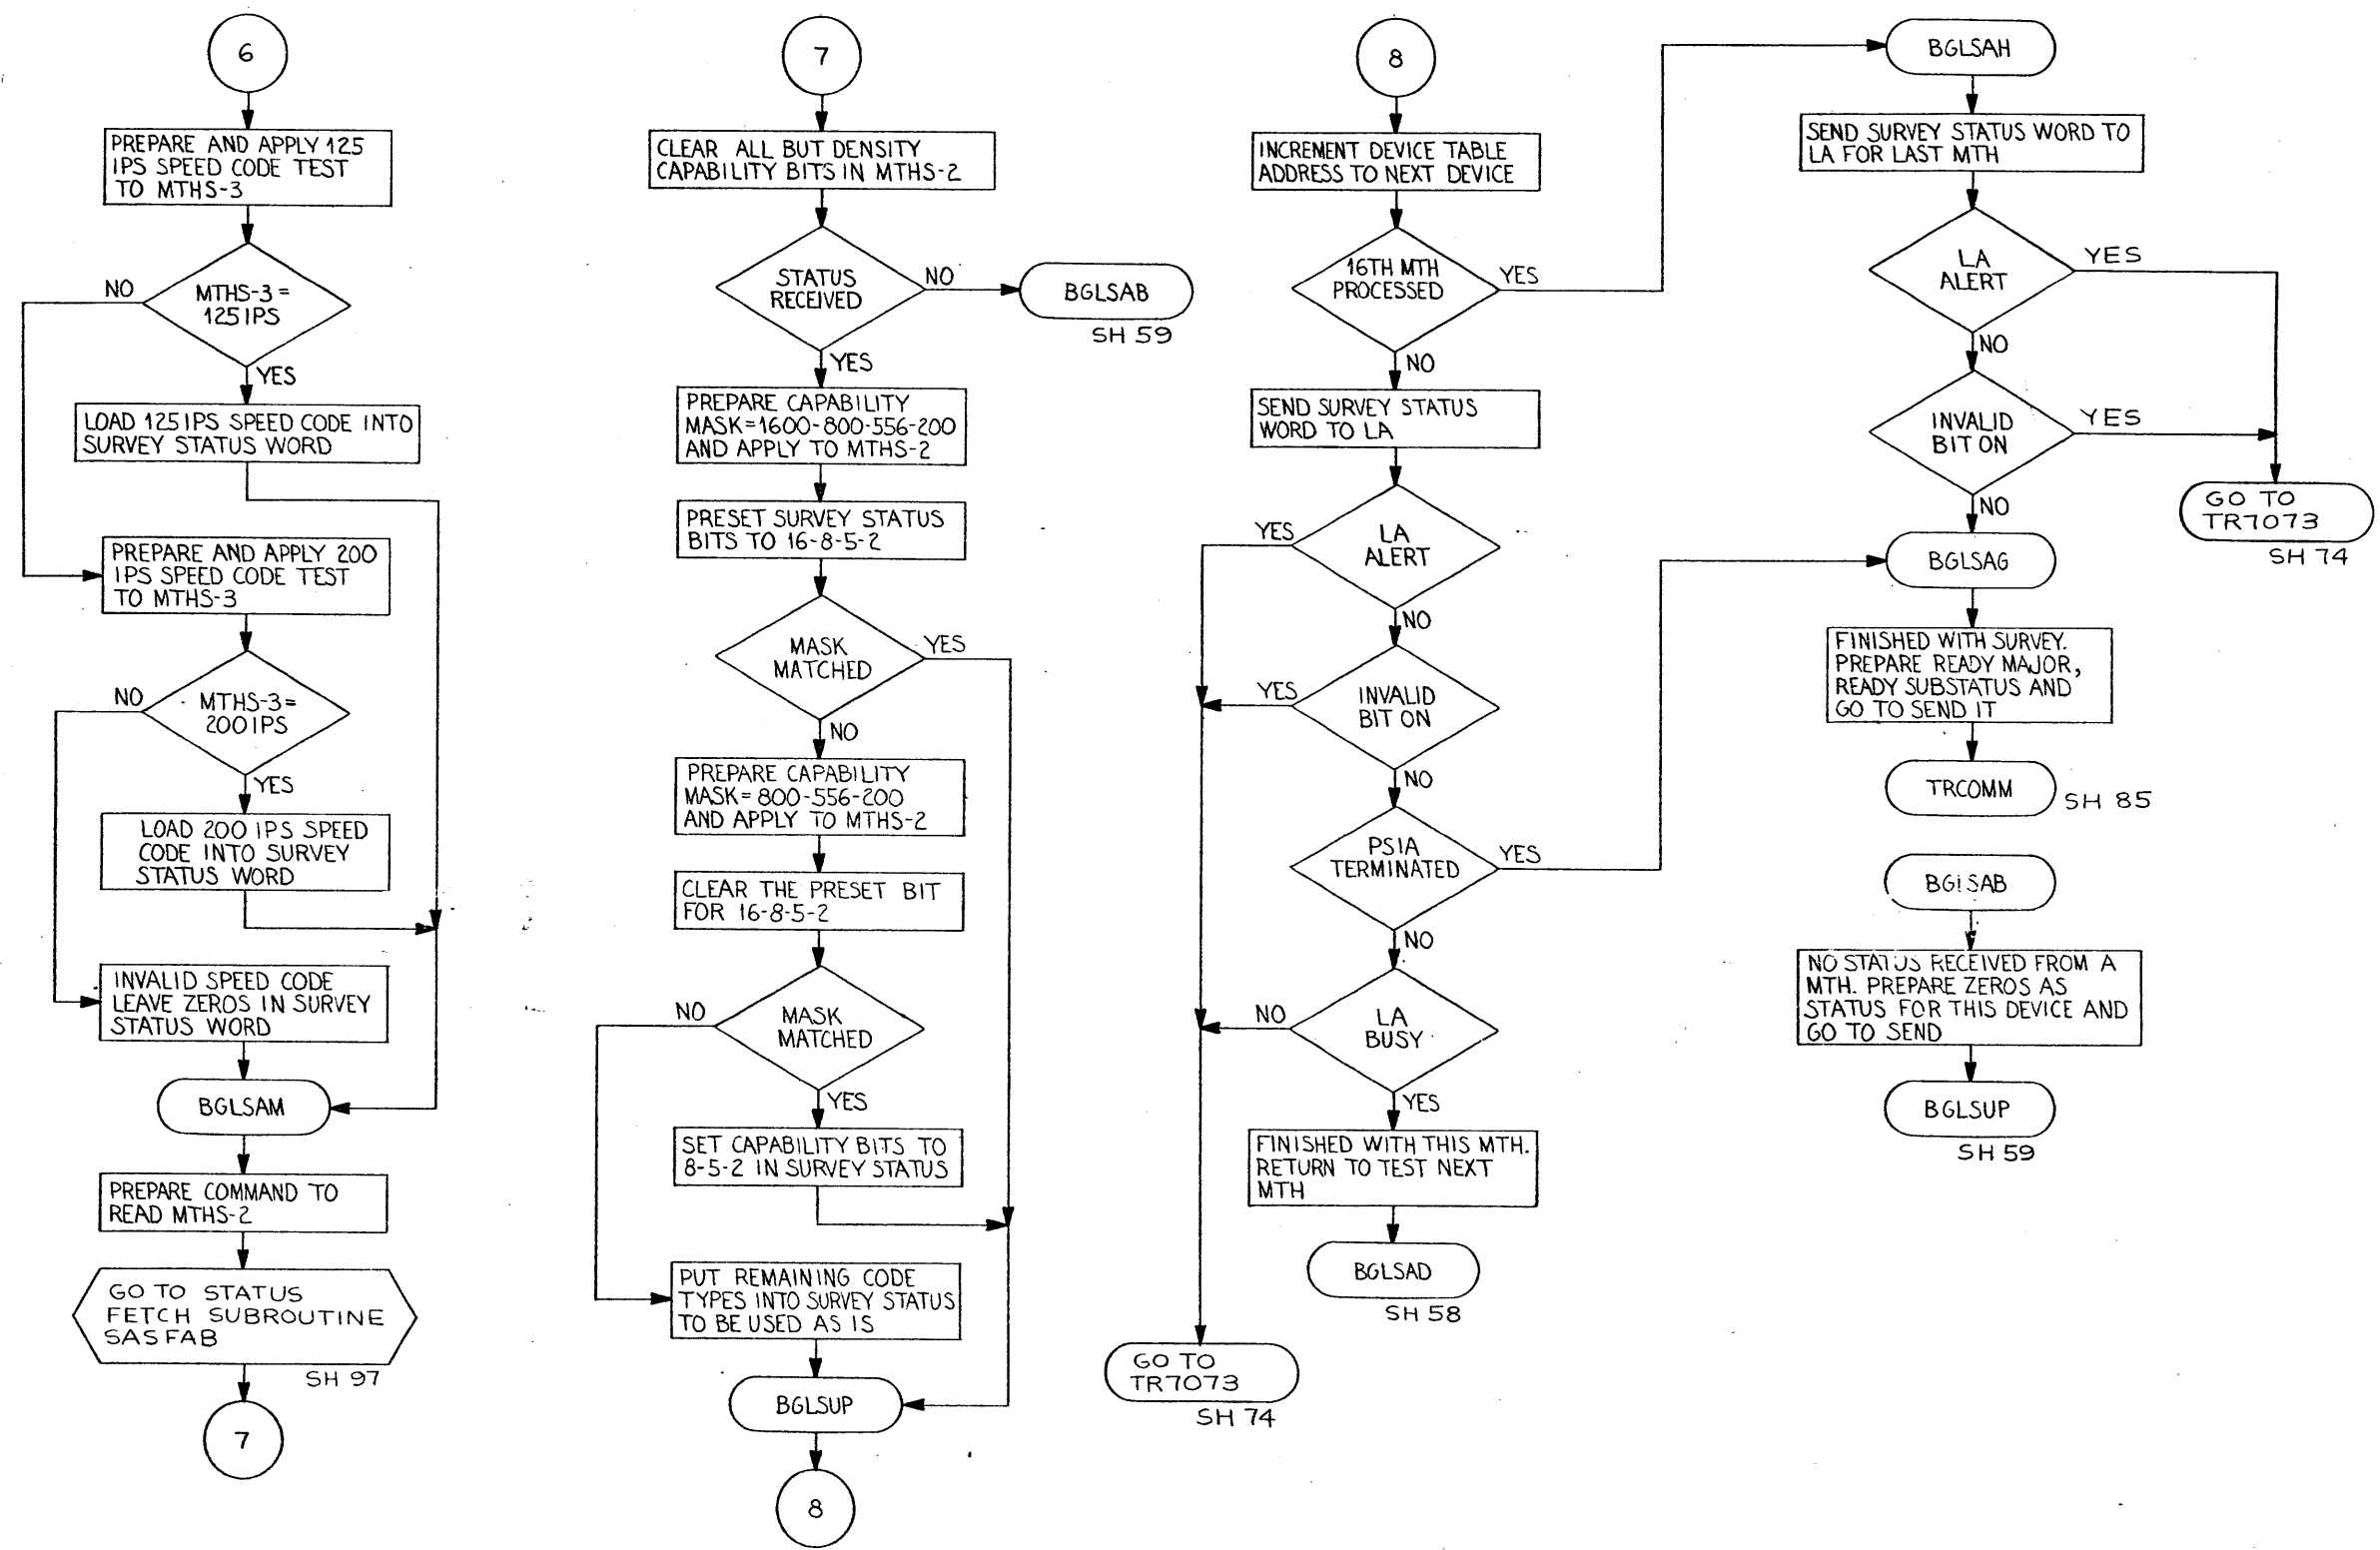 6
PREPARE AND APPLY 125
IPS SPEED CODE TEST
TO MTHS-3
MTHS-3 =
125 IPS
NO
YES
LOAD 125 IPS SPEED CODE INTO
SURVEY STATUS WORD
PREPARE AND APPLY 200
IPS SPEED CODE TEST
TO MTHS-3
MTHS-3=
200 IPS
NO
YES
LOAD 200 IPS SPEED
CODE INTO SURVEY
STATUS WORD
INVALID SPEED CODE
LEAVE ZEROS IN SURVEY
STATUS WORD
BGLSAM
PREPARE COMMAND TO
READ MTHS-2
GO TO STATUS
FETCH SUBROUTINE
SASFAB
SH 97
7
7
CLEAR ALL BUT DENSITY
CAPABILITY BITS IN MTHS-2
STATUS
RECEIVED
NO
BGLSAB
SH 59
YES
PREPARE CAPABILITY
MASK=1600-800-556-200
AND APPLY TO MTHS-2
PRESET SURVEY STATUS
BITS TO 16-8-5-2
MASK
MATCHED
YES
NO
PREPARE CAPABILITY
MASK=800-556-200
AND APPLY TO MTHS-2
CLEAR THE PRESET BIT
FOR 16-8-5-2
MASK
MATCHED
NO
YES
SET CAPABILITY BITS TO
8-5-2 IN SURVEY STATUS
PUT REMAINING CODE
TYPES INTO SURVEY STATUS
TO BE USED AS IS
BGLSUP
8
8
INCREMENT DEVICE TABLE
ADDRESS TO NEXT DEVICE
16TH MTH
PROCESSED
YES
NO
SEND SURVEY STATUS
WORD TO LA
LA
ALERT
YES
NO
INVALID
BIT ON
YES
NO
PSIA
TERMINATED
YES
NO
LA
BUSY
NO
YES
FINISHED WITH THIS MTH.
RETURN TO TEST NEXT
MTH
BGLSAD
SH 58
GO TO
TR7073
SH 74
BGLSAH
SEND SURVEY STATUS WORD TO
LA FOR LAST MTH
LA
ALERT
YES
NO
INVALID
BIT ON
YES
NO
GO TO
TR7073
SH 74
BGLSAG
FINISHED WITH SURVEY.
PREPARE READY MAJOR,
READY SUBSTATUS AND
GO TO SEND IT
TRCOMM
SH 85
BGLSAB
NO STATUS RECEIVED FROM A
MTH. PREPARE ZEROS AS
STATUS FOR THIS DEVICE AND
GO TO SEND
BGLSUP
SH 59